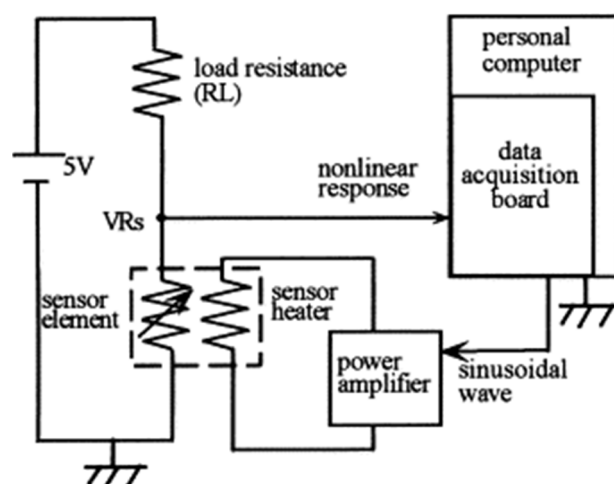 load resistance
(RL)
5V
personal
computer
data
acquisition
board
nonlinear
response
VRs
sensor
element
sensor
heater
power
amplifier
sinusoidal
wave